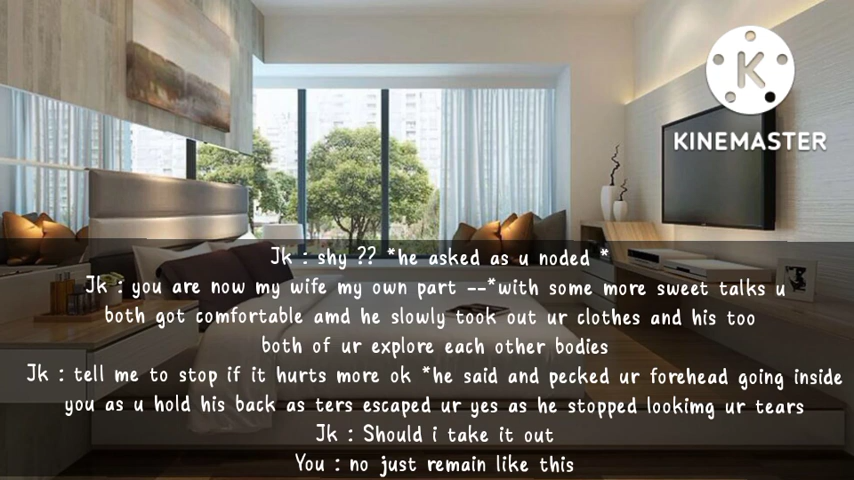 KINEMASTER
Jk : shy ?? *he asked as u noded *
Jk : you are now my wife my own part --*with some more sweet talks u
both got comfortable amd he slowly took out ur clothes and his too
both of ur explore each other bodies
Jk : tell me to stop if it hurts more ok *he said and pecked ur forehead going inside
you as u hold his back as ters escaped ur yes as he stopped lookimg ur tears
Jk : Should i take it out
You : no just remain like this